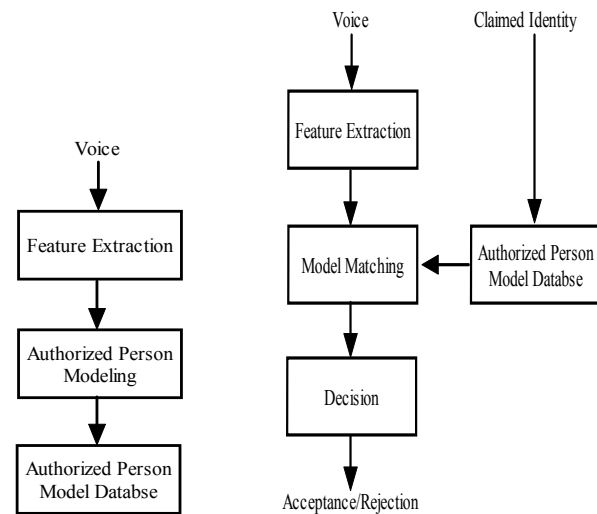 Voice
Feature Extraction
Authorized Person
Modeling
Authorized Person
Model Databse
Voice
Claimed Identity
Feature Extraction
Model Matching
Authorized Person
Model Databse
Decision
Acceptance/Rejection